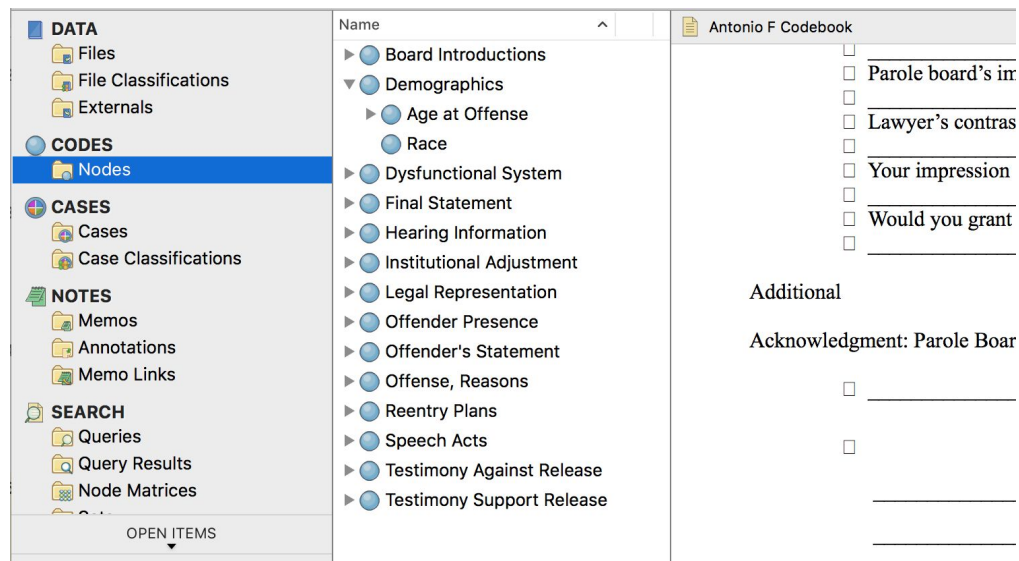 DATA
Files
File Classifications
Externals
CODES
Nodes
CASES
Cases
Case Classifications
NOTES
Memos
Annotations
Memo Links
SEARCH
Queries
Query Results
Node Matrices
OPEN ITEMS
Name
Board Introductions
Demographics
Age at Offense
Race
Dysfunctional System
Final Statement
Hearing Information
Institutional Adjustment
Legal Representation
Offender Presence
Offender's Statement
Offense, Reasons
Reentry Plans
Speech Acts
Testimony Against Release
Testimony Support Release
Antonio F Codebook
Parole board's im
Lawyer's contras
Your impression
Would you grant
Additional
Acknowledgment: Parole Boar